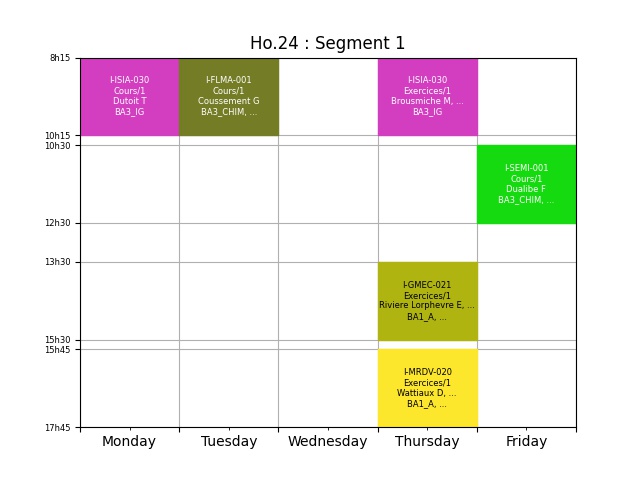 Ho.24 : Segment 1
8h15
I-ISIA-030
Cours/1
Dutoit T
BA3_IG
I-FLMA-001
Cours/1
Coussement G
BA3_CHIM, ...
I-ISIA-030
Exercices/1
Brousmiche M, ...
BA3_IG
10h15
10h30
I-SEMI-001
Cours/1
Dualibe F
BA3_CHIM, ...
12h30
13h30
I-GMEC-021
Exercices/1
Riviere Lorphevre E, ...
BA1_A, ...
15h30
15h45
I-MRDV-020
Exercices/1
Wattiaux D, ...
BA1_A, ...
17h45
Monday
Tuesday
Wednesday
Thursday
Friday